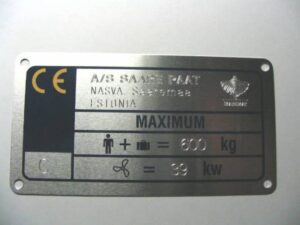 CE
A/S SAARE PAAT
NASVA, Saaremaa
ESTONIA
MAXIMUM
+ = 600 kg
C = 39 kw